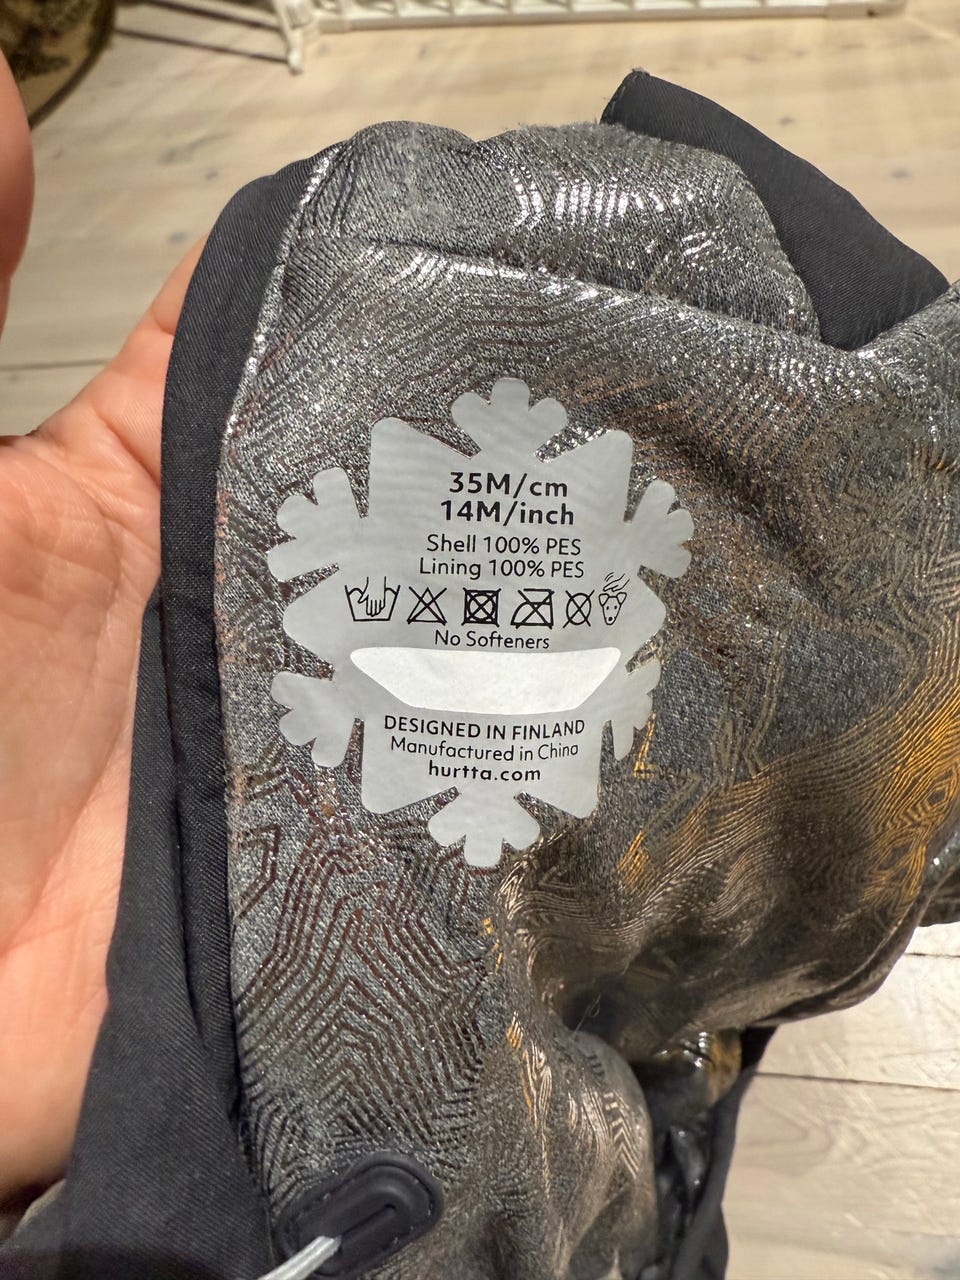 35M/cm
14M/inch
Shell 100% PES
Lining 100% PES
No Softeners
DESIGNED IN FINLAND
Manufactured in China
hurtta.com